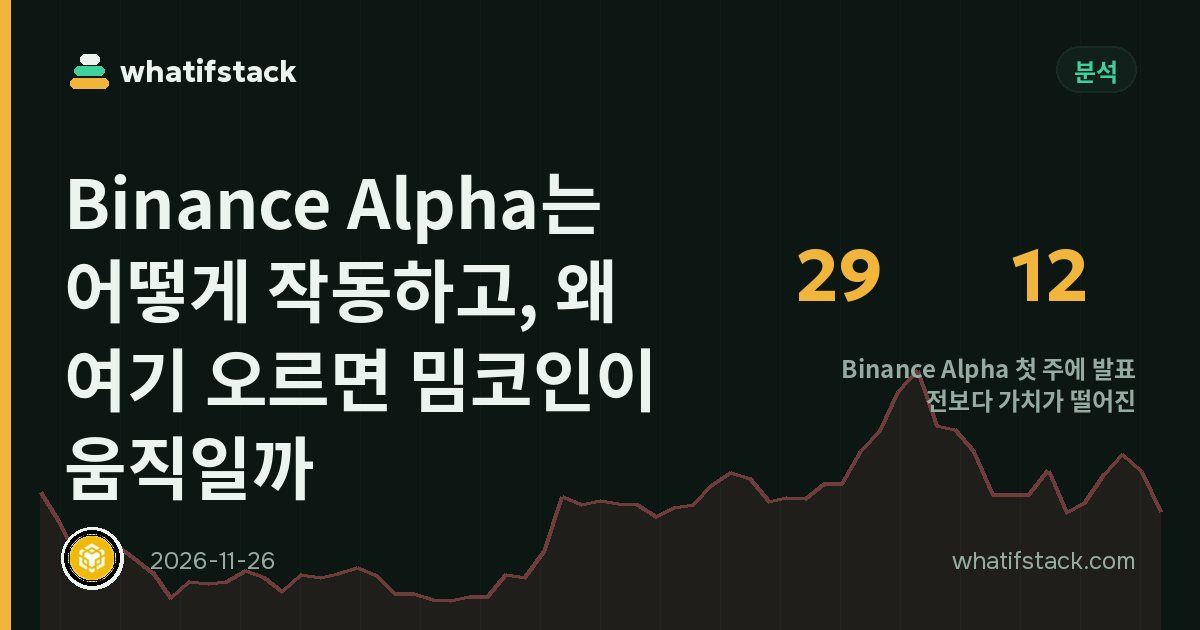 whatifstack
분석
Binance Alpha는
어떻게 작동하고, 왜
여기 오르면 밈코인이
움직일까
29 12
Binance Alpha 첫 주에 발표
전보다 가치가 떨어진
2026-11-26
whatifstack.com